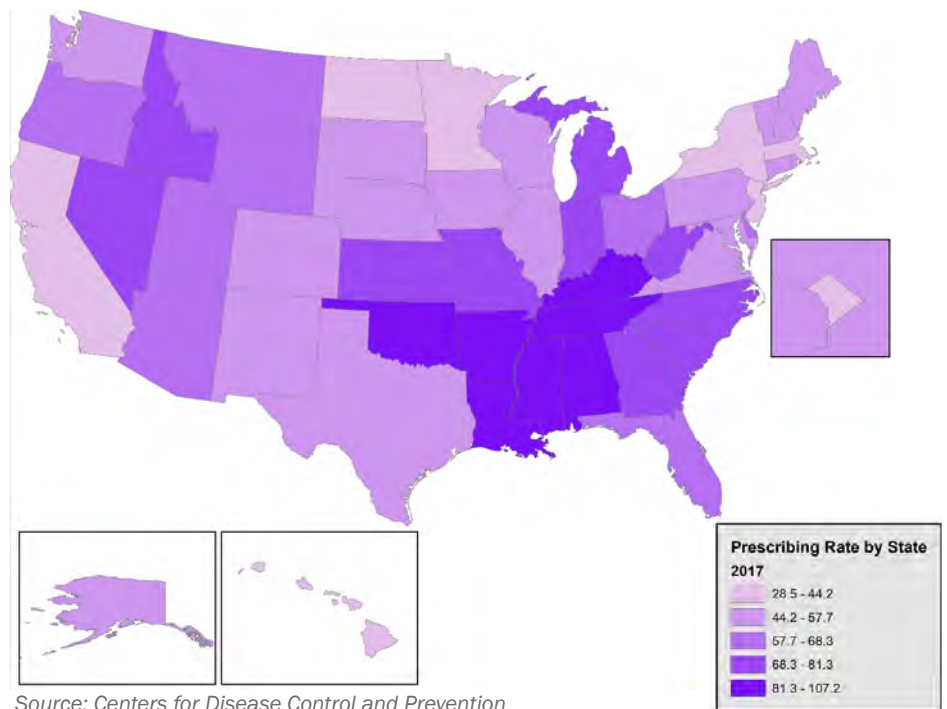 Prescribing Rate by State
2017
28.5 - 44.2
44.2 - 57.7
57.7 - 68.3
68.3 - 81.3
81.3 - 107.2
Source: Centers for Disease Control and Prevention